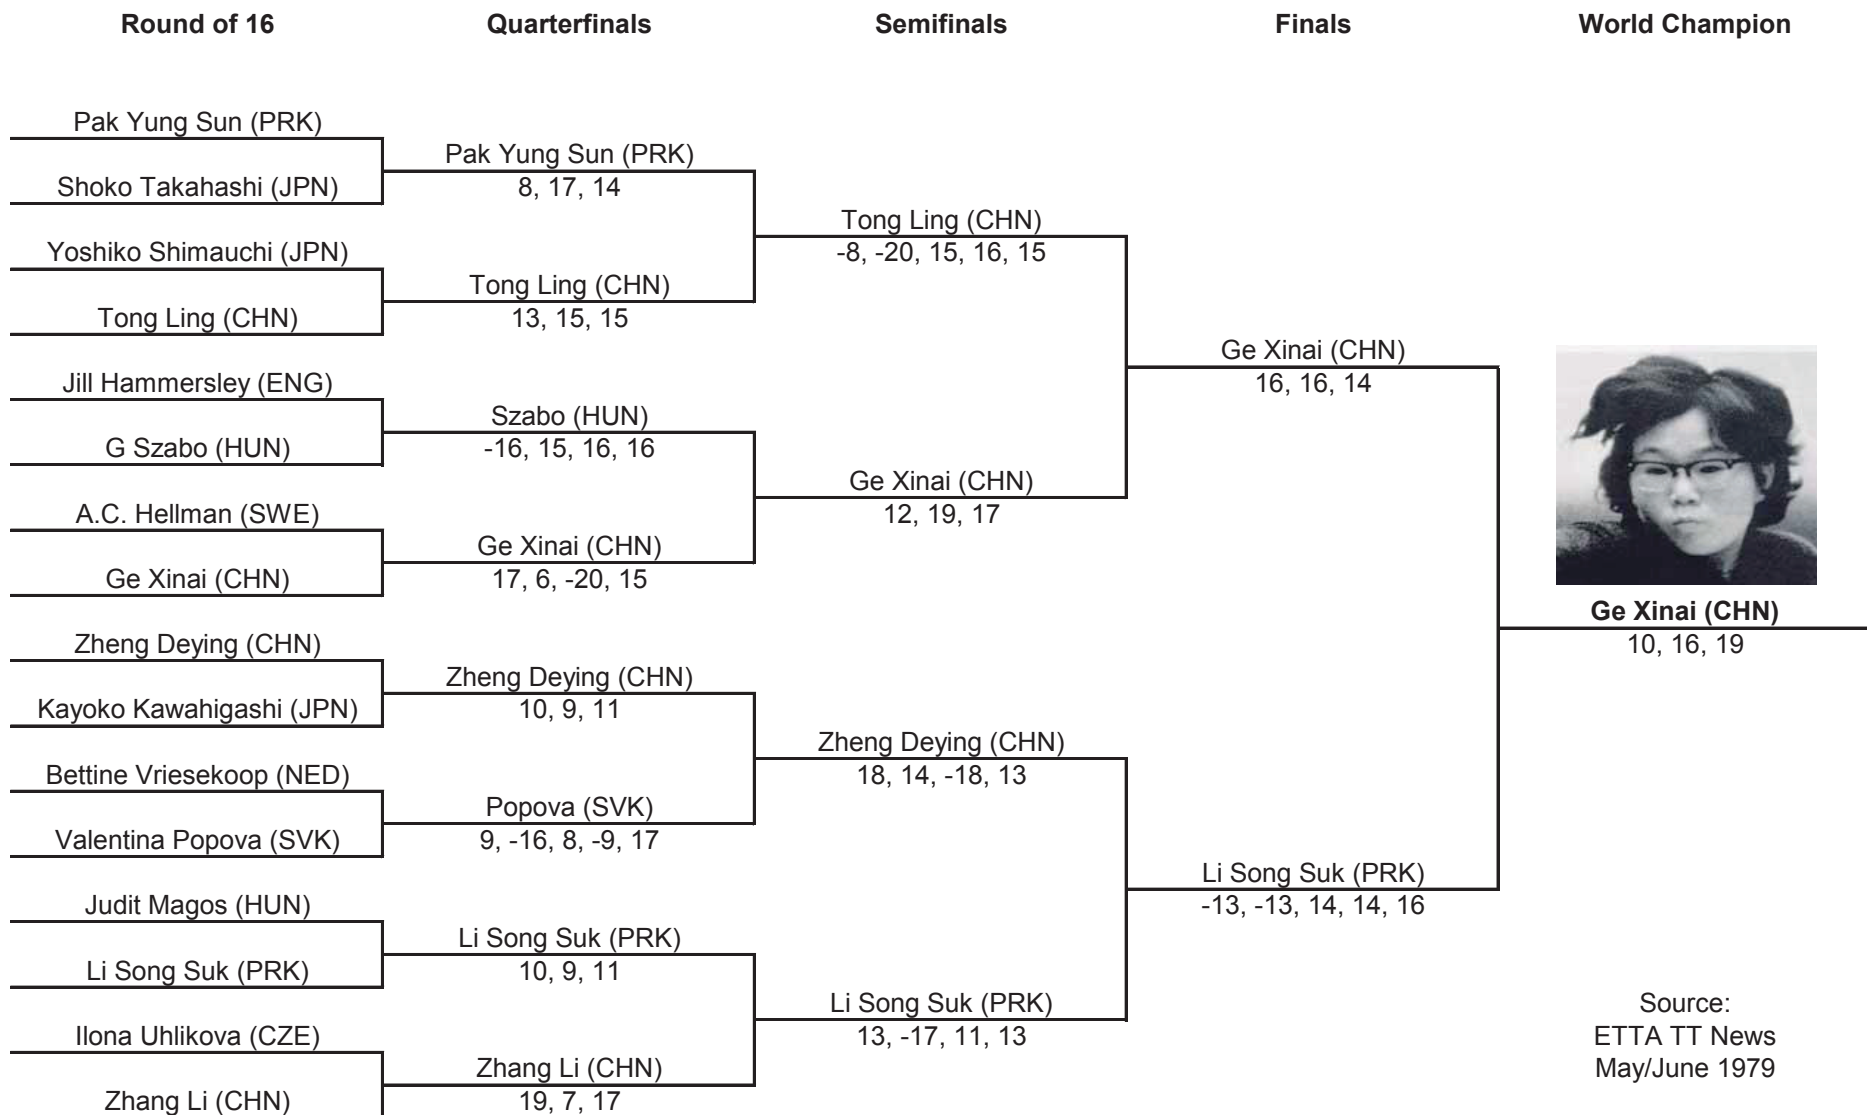 Round of 16
Quarterfinals
Semifinals
Finals
World Champion
Pak Yung Sun (PRK)
Shoko Takahashi (JPN)
Yoshiko Shimauchi (JPN)
Tong Ling (CHN)
Jill Hammersley (ENG)
G Szabo (HUN)
A.C. Hellman (SWE)
Ge Xinai (CHN)
Zheng Deying (CHN)
Kayoko Kawahigashi (JPN)
Bettine Vriesekoop (NED)
Valentina Popova (SVK)
Judit Magos (HUN)
Li Song Suk (PRK)
Ilona Uhlikova (CZE)
Zhang Li (CHN)
Pak Yung Sun (PRK)
8, 17, 14
Tong Ling (CHN)
13, 15, 15
Szabo (HUN)
-16, 15, 16, 16
Ge Xinai (CHN)
17, 6, -20, 15
Zheng Deying (CHN)
10, 9, 11
Popova (SVK)
9, -16, 8, -9, 17
Li Song Suk (PRK)
10, 9, 11
Zhang Li (CHN)
19, 7, 17
Tong Ling (CHN)
-8, -20, 15, 16, 15
Ge Xinai (CHN)
12, 19, 17
Zheng Deying (CHN)
18, 14, -18, 13
Li Song Suk (PRK)
13, -17, 11, 13
Ge Xinai (CHN)
16, 16, 14
Li Song Suk (PRK)
-13, -13, 14, 14, 16
Ge Xinai (CHN)
10, 16, 19
Source:
ETTA TT News
May/June 1979